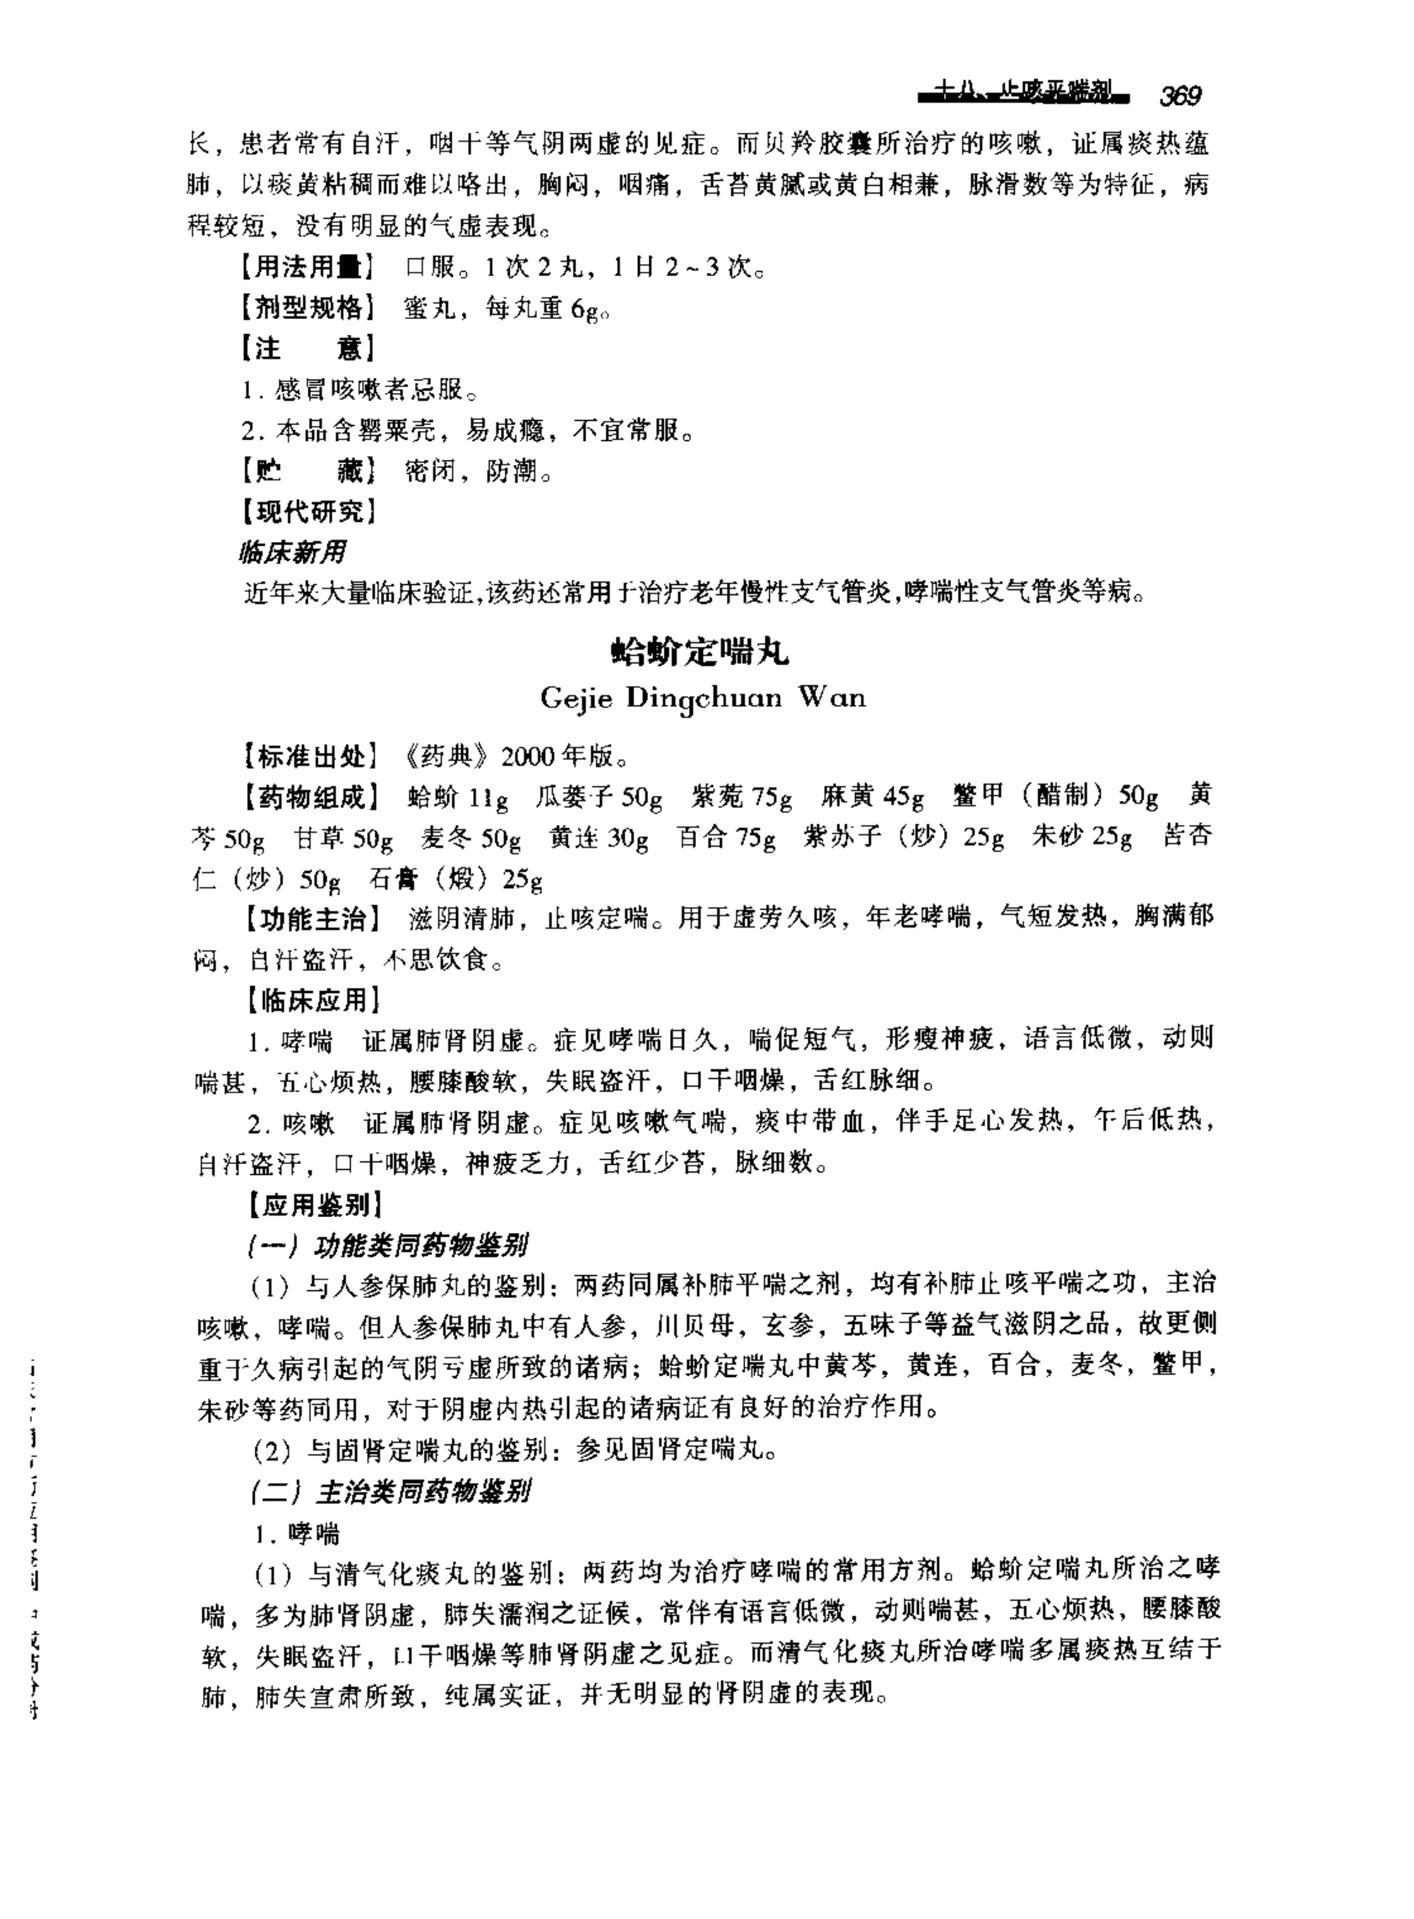 十八、止咳平喘剂 369
长，患者常有自汗，咽干等气阴两虚的见症。而贝羚胶囊所治疗的咳嗽，证属痰热蕴
肺，以痰黄粘稠而难以咯出，胸闷，咽痛，舌苔黄腻或黄白相兼，脉滑数等为特征，病
程较短，没有明显的气虚表现。
【用法用量】 口服。1次2丸，1日2~3次。
【剂型规格】 蜜丸，每丸重6g。
【注　　意】
1. 感冒咳嗽者忌服。
2. 本品含罂粟壳，易成瘾，不宜常服。
【贮　　藏】 密闭，防潮。
【现代研究】
临床新用
近年来大量临床验证,该药还常用于治疗老年慢性支气管炎,哮喘性支气管炎等病。
蛤蚧定喘丸
Gejie Dingchuan Wan
【标准出处】 《药典》2000年版。
【药物组成】 蛤蚧11g 瓜蒌子50g 紫菀75g 麻黄45g 鳖甲（醋制）50g 黄
芩50g 甘草50g 麦冬50g 黄连30g 百合75g 紫苏子（炒）25g 朱砂25g 苦杏
仁（炒）50g 石膏（煅）25g
【功能主治】 滋阴清肺，止咳定喘。用于虚劳久咳，年老哮喘，气短发热，胸满郁
闷，自汗盗汗，不思饮食。
【临床应用】
1. 哮喘 证属肺肾阴虚。症见哮喘日久，喘促短气，形瘦神疲，语言低微，动则
喘甚，五心烦热，腰膝酸软，失眠盗汗，口干咽燥，舌红脉细。
2. 咳嗽 证属肺肾阴虚。症见咳嗽气喘，痰中带血，伴手足心发热，午后低热，
自汗盗汗，口干咽燥，神疲乏力，舌红少苔，脉细数。
【应用鉴别】
（一）功能类同药物鉴别
（1）与人参保肺丸的鉴别：两药同属补肺平喘之剂，均有补肺止咳平喘之功，主治
咳嗽，哮喘。但人参保肺丸中有人参，川贝母，玄参，五味子等益气滋阴之品，故更侧
重于久病引起的气阴亏虚所致的诸病；蛤蚧定喘丸中黄芩，黄连，百合，麦冬，鳖甲，
朱砂等药同用，对于阴虚内热引起的诸病证有良好的治疗作用。
（2）与固肾定喘丸的鉴别：参见固肾定喘丸。
（二）主治类同药物鉴别
1. 哮喘
（1）与清气化痰丸的鉴别：两药均为治疗哮喘的常用方剂。蛤蚧定喘丸所治之哮
喘，多为肺肾阴虚，肺失濡润之证候，常伴有语言低微，动则喘甚，五心烦热，腰膝酸
软，失眠盗汗，口干咽燥等肺肾阴虚之见症。而清气化痰丸所治哮喘多属痰热互结于
肺，肺失宣肃所致，纯属实证，并无明显的肾阴虚的表现。